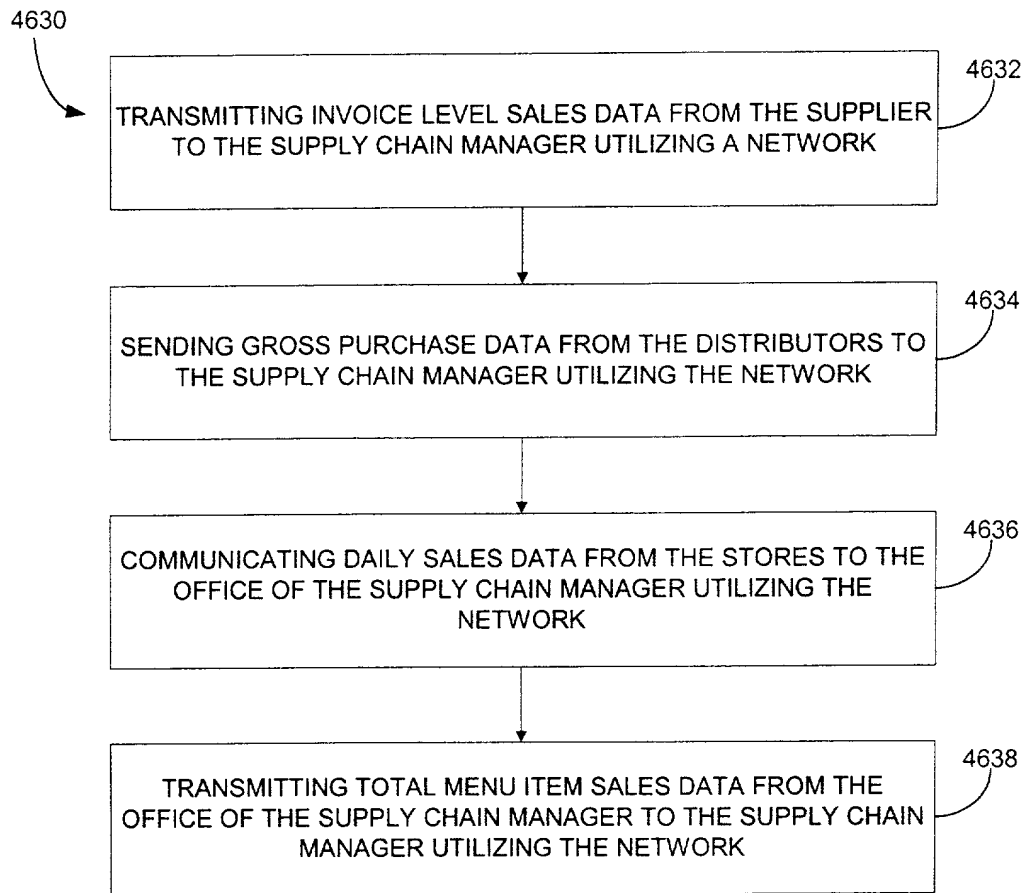 4630
4632
TRANSMITTING INVOICE LEVEL SALES DATA FROM THE SUPPLIER
TO THE SUPPLY CHAIN MANAGER UTILIZING A NETWORK
4634
SENDING GROSS PURCHASE DATA FROM THE DISTRIBUTORS TO
THE SUPPLY CHAIN MANAGER UTILIZING THE NETWORK
4636
COMMUNICATING DAILY SALES DATA FROM THE STORES TO THE
OFFICE OF THE SUPPLY CHAIN MANAGER UTILIZING THE
NETWORK
4638
TRANSMITTING TOTAL MENU ITEM SALES DATA FROM THE
OFFICE OF THE SUPPLY CHAIN MANAGER TO THE SUPPLY CHAIN
MANAGER UTILIZING THE NETWORK